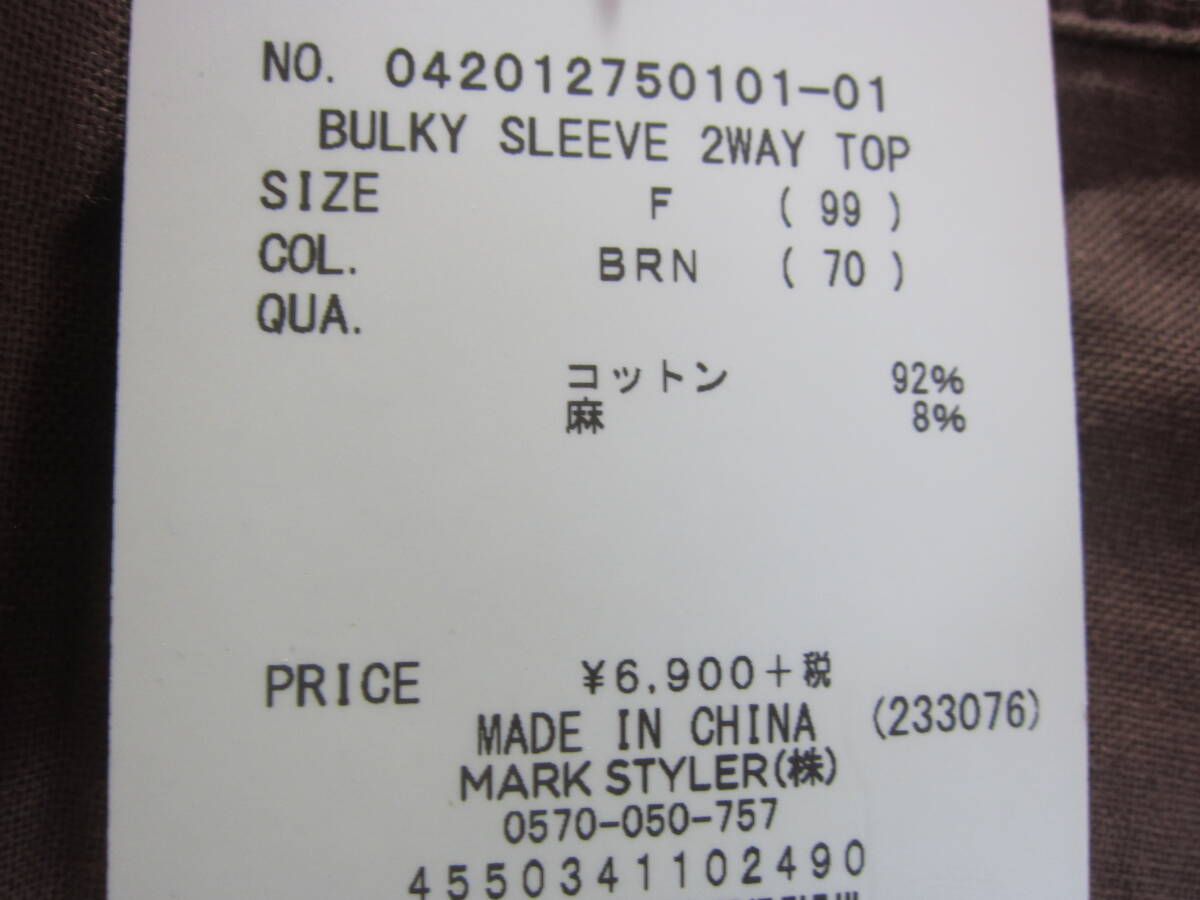 NO. 042012750101-01
BULKY SLEEVE 2WAY TOP
SIZE F ( 99 )
COL. BRN ( 70 )
QUA.
コットン 92%
麻 8%
PRICE ¥6,900+税
MADE IN CHINA (233076)
MARK STYLER(株)
0570-050-757
4550341102490